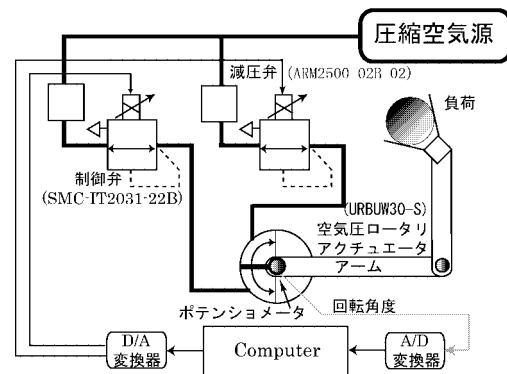 圧縮空気源
減圧弁 (ARM2500-02B-02)
負荷
制御弁
(SMC-IT2031-22B)
(URBUW30-S)
空気圧ロータリ
アクチュエータ
アーム
ポテンショメータ
回転角度
D/A
変換器
Computer
A/D
変換器